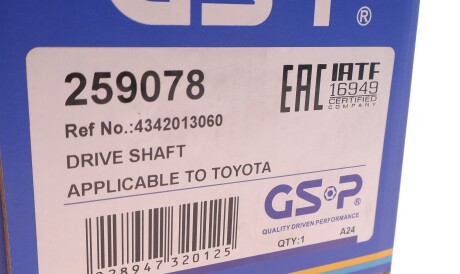 GSP®
259078
EAC IATF
16949
CERTIFIED
COMPANY
Ref No.:4342013060
DRIVE SHAFT
APPLICABLE TO TOYOTA
GSP®
QUALITY DRIVEN PERFORMANCE
QTY:1 A24
28947 320125